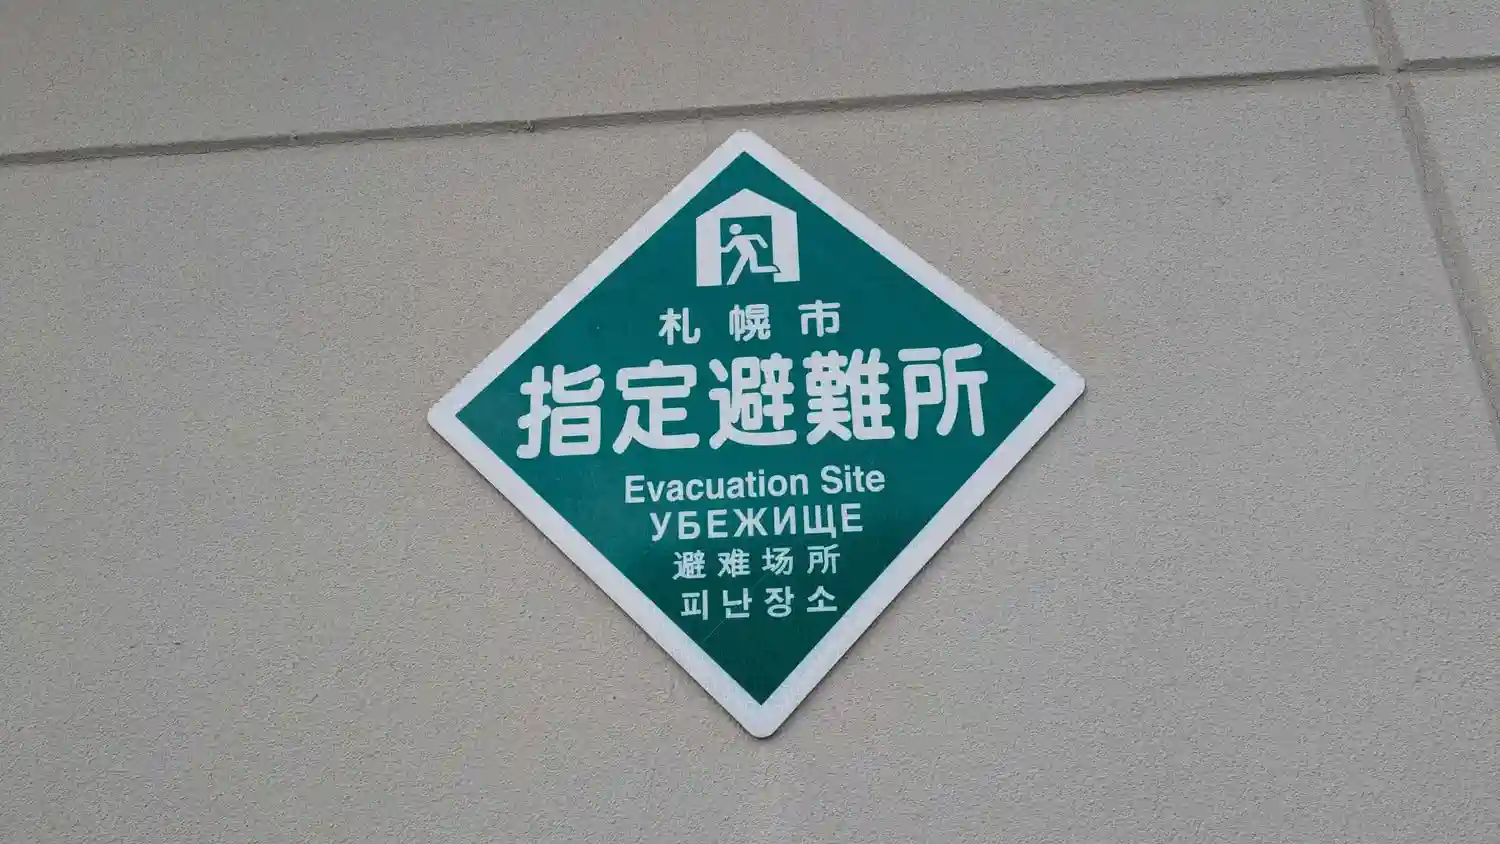 札幌市
指定避難所
Evacuation Site
УБЕЖИЩЕ
避难场所
피난장소